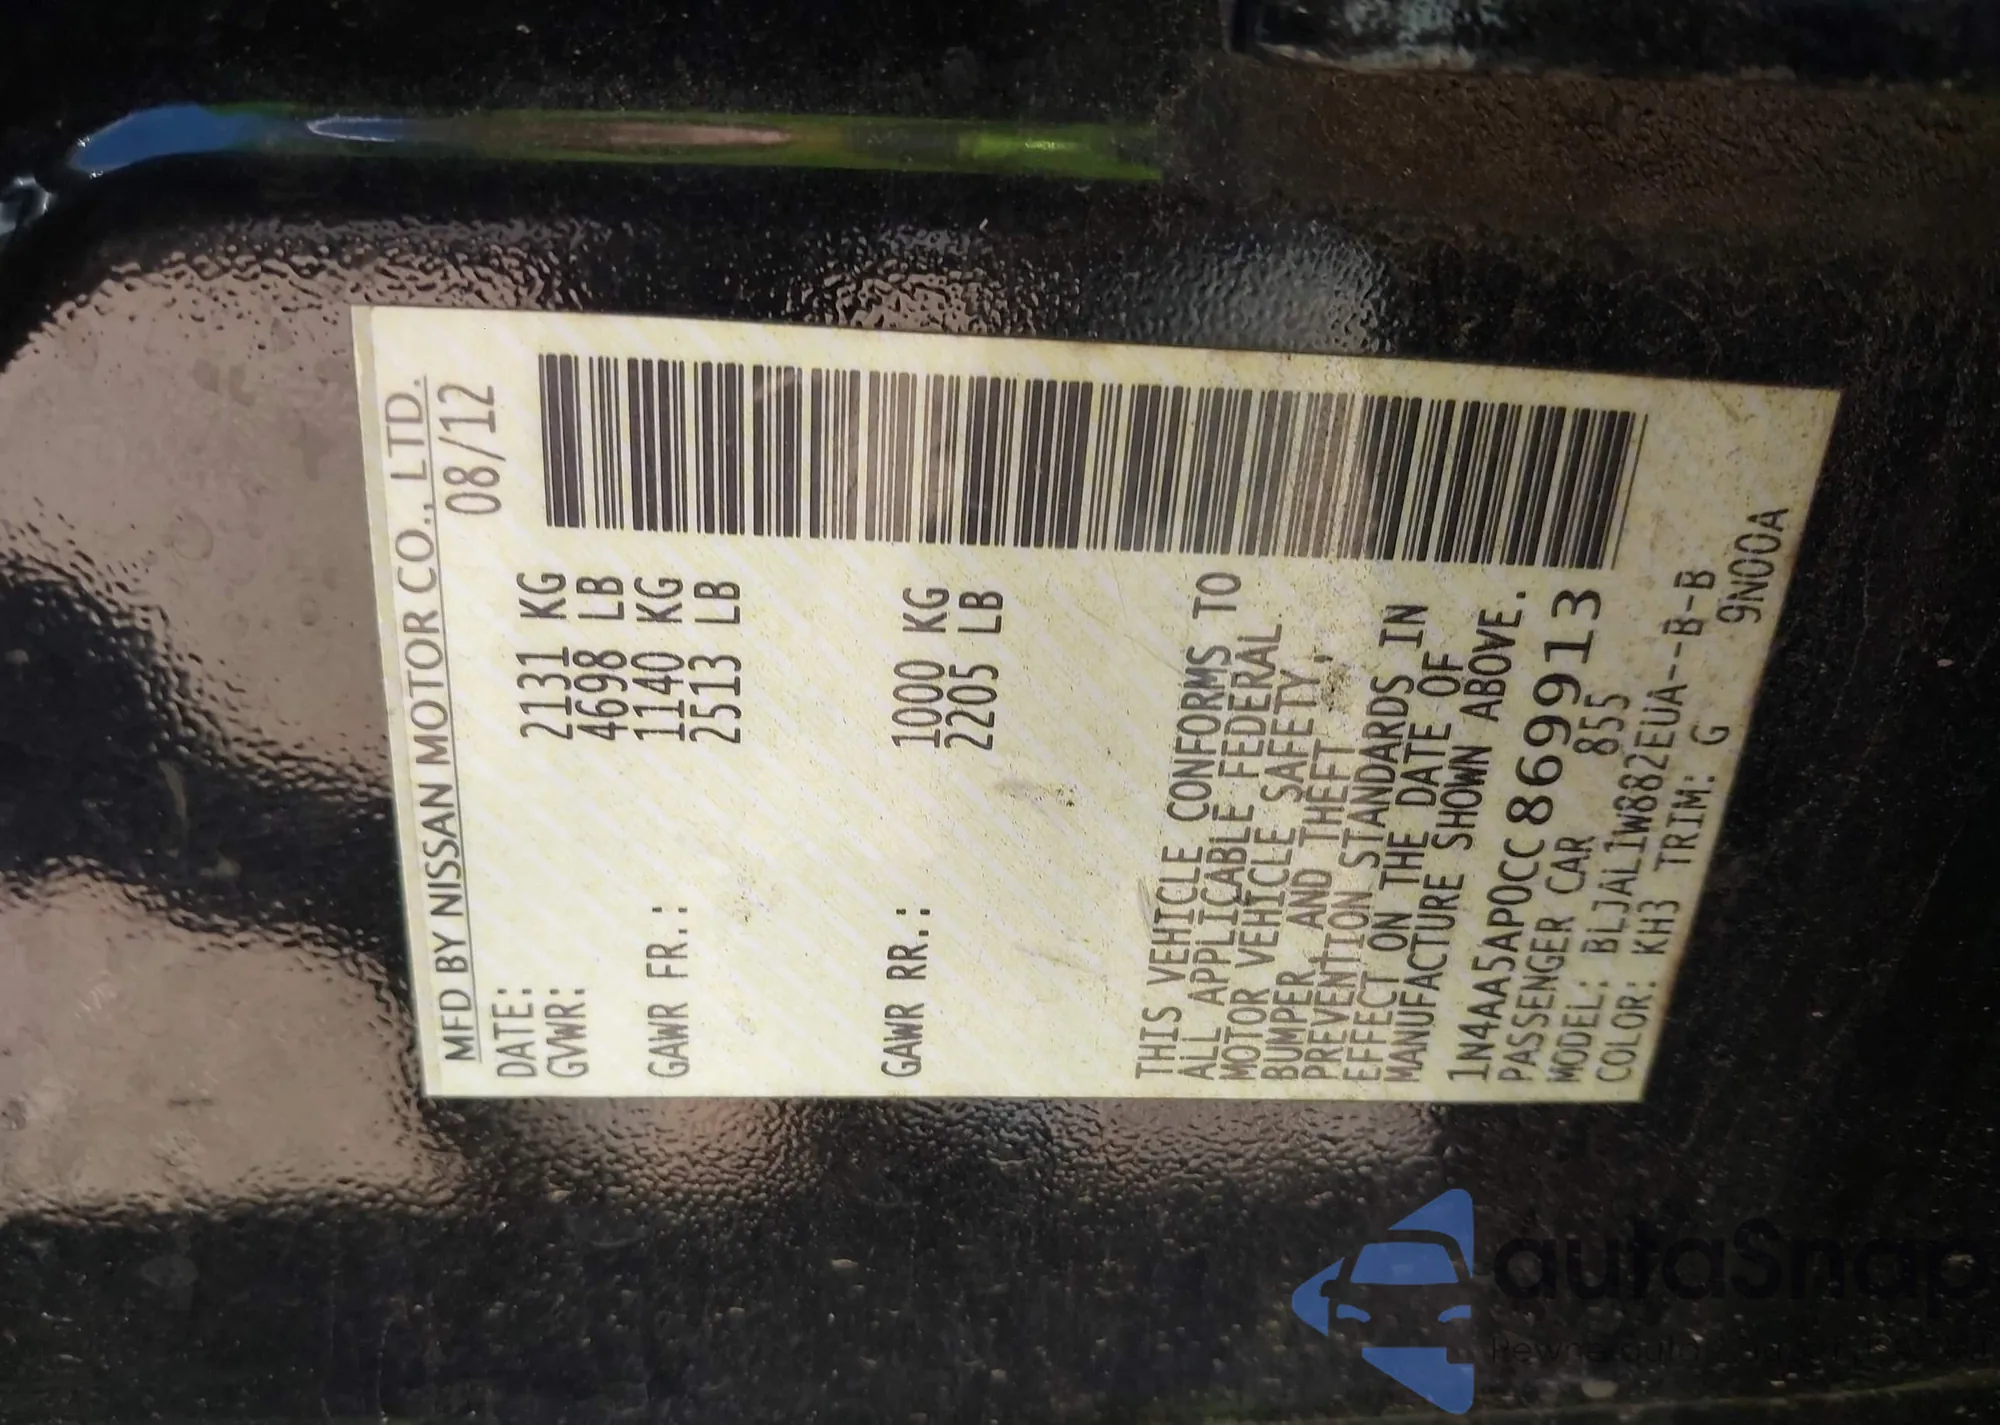 MFD BY NISSAN MOTOR CO., LTD.
DATE: 08/12
GVWR: 2131 KG
4698 LB
GAWR FR.: 1140 KG
2513 LB
GAWR RR.: 1000 KG
2205 LB
THIS VEHICLE CONFORMS TO
ALL APPLICABLE FEDERAL
MOTOR VEHICLE SAFETY,
BUMPER, AND THEFT
PREVENTION STANDARDS IN
EFFECT ON THE DATE OF
MANUFACTURE SHOWN ABOVE.
1N4AA5AP0CC869913
PASSENGER CAR 855
MODEL: BLJAL1W882EUA--B-B
COLOR: KH3 TRIM: G 9N00A
autaSnap